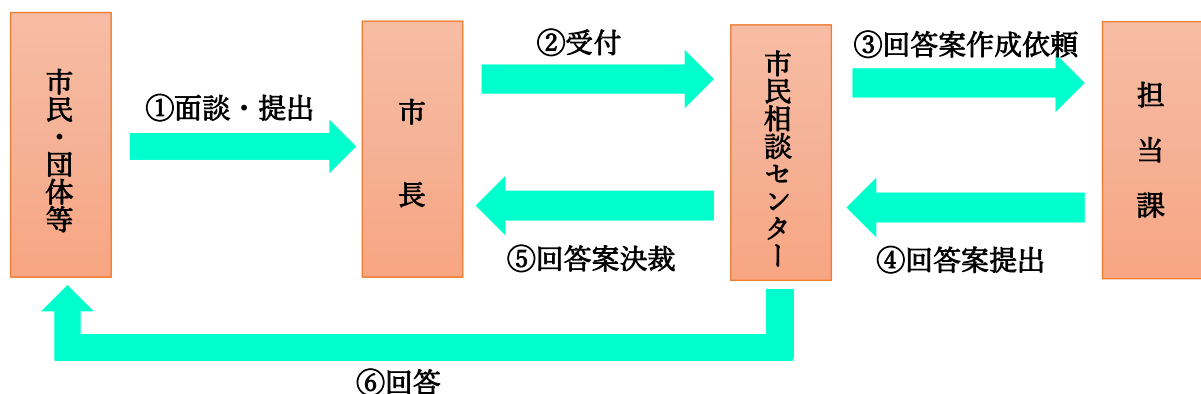 市民・団体等
①面談・提出
市長
②受付
市民相談センター
③回答案作成依頼
担当課
④回答案提出
⑤回答案決裁
⑥回答